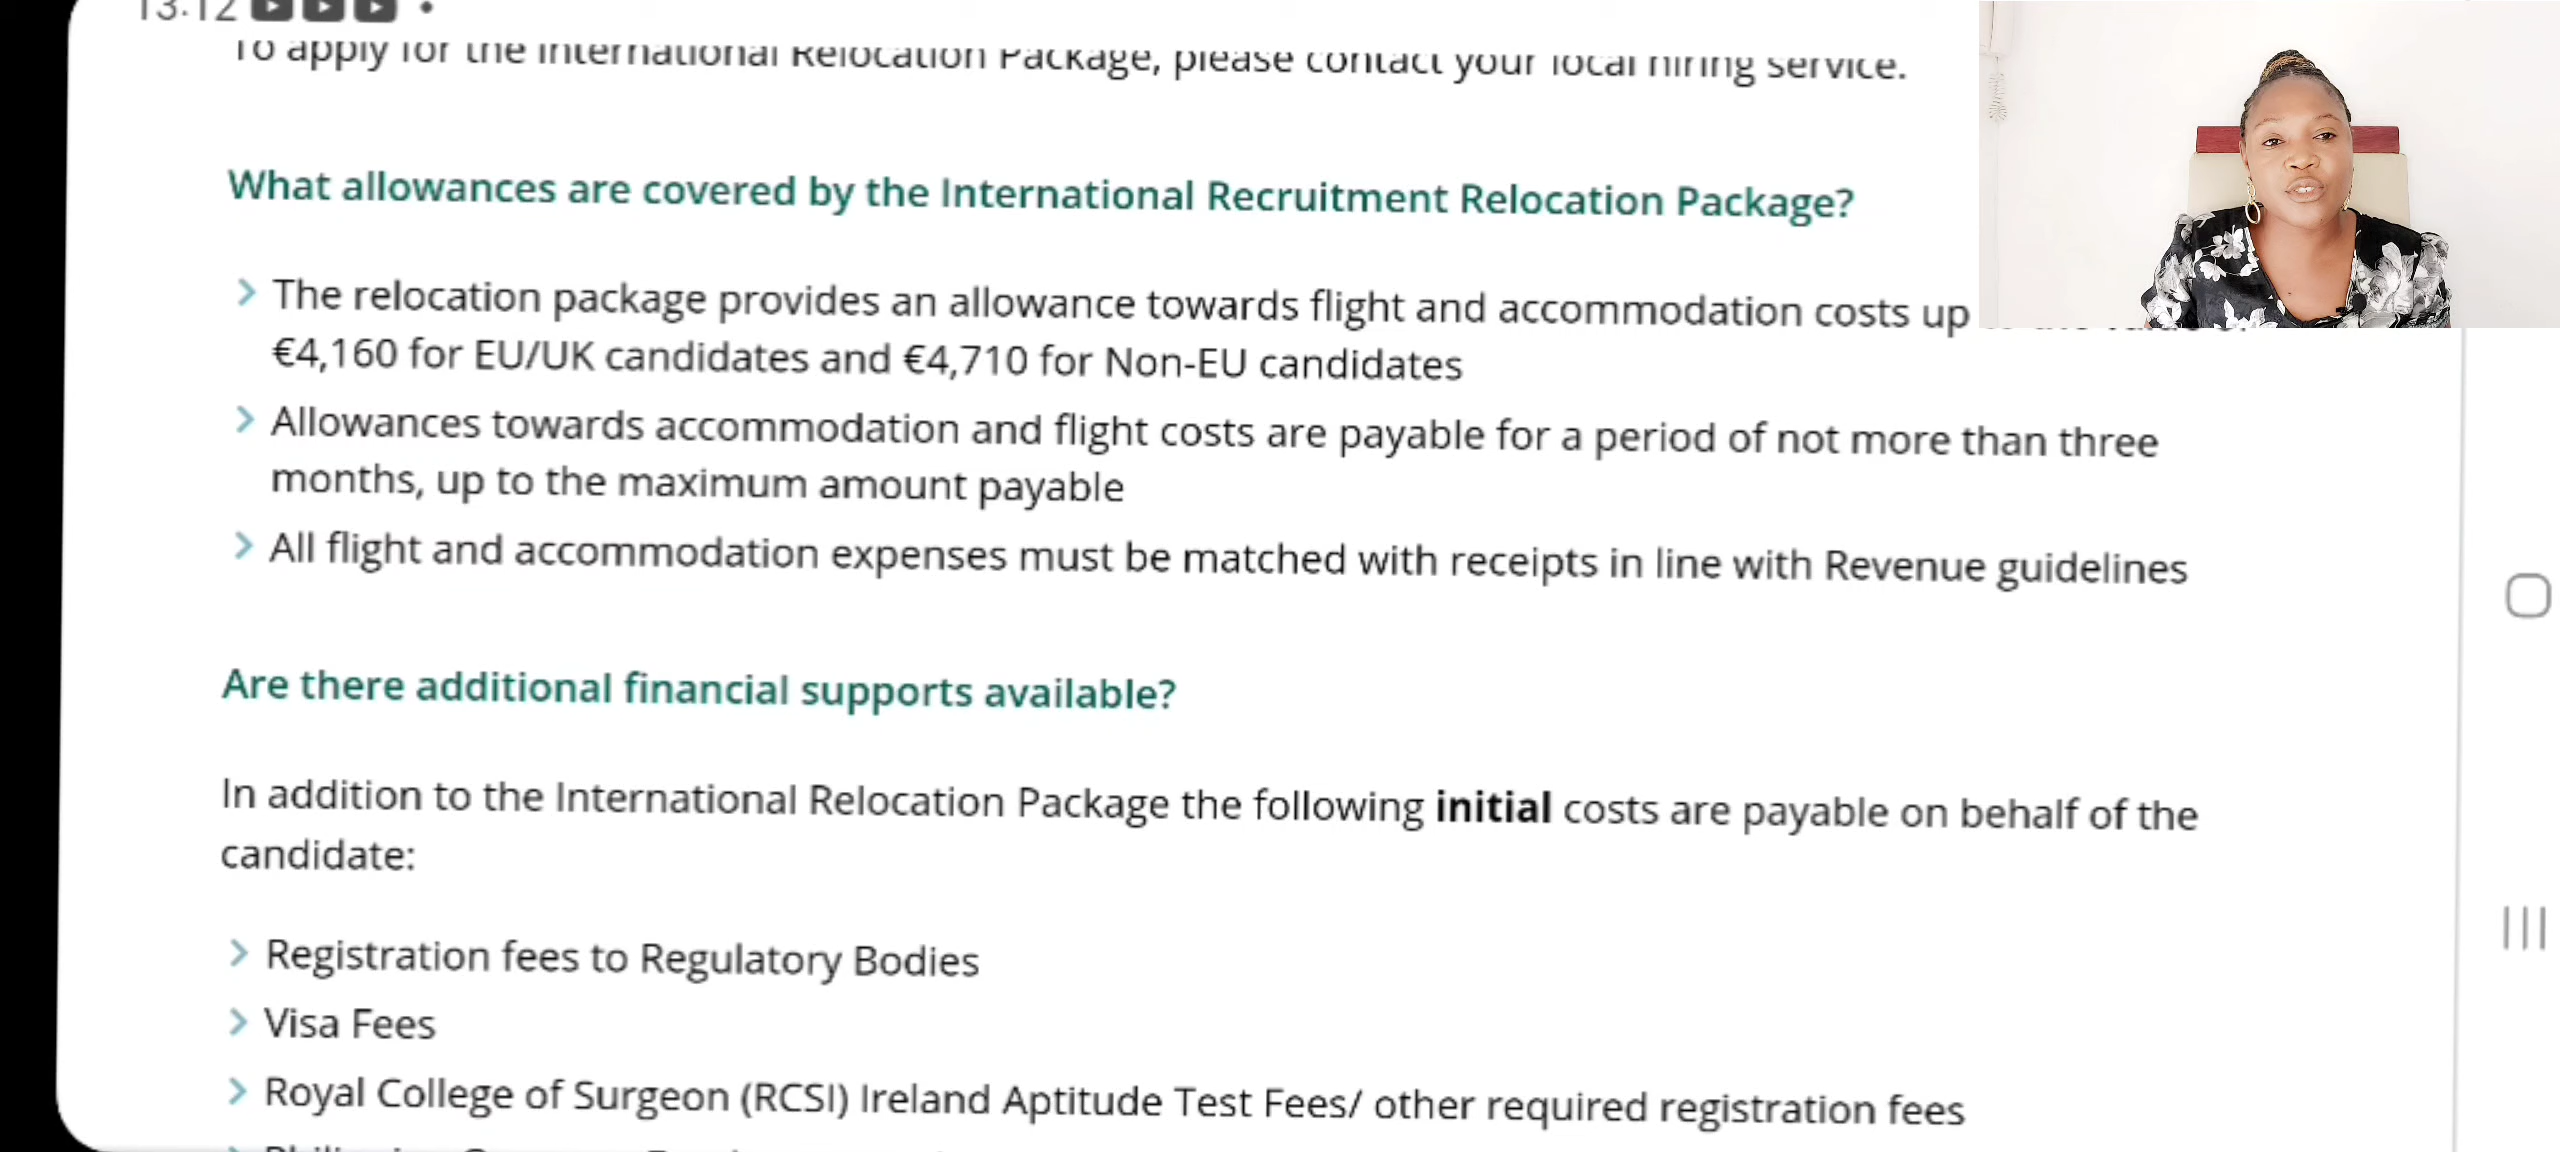 13:12
To apply for the International Relocation Package, please contact your local hiring service.
What allowances are covered by the International Recruitment Relocation Package?
The relocation package provides an allowance towards flight and accommodation costs up
€4,160 for EU/UK candidates and €4,710 for Non-EU candidates
Allowances towards accommodation and flight costs are payable for a period of not more than three
months, up to the maximum amount payable
All flight and accommodation expenses must be matched with receipts in line with Revenue guidelines
Are there additional financial supports available?
In addition to the International Relocation Package the following initial costs are payable on behalf of the
candidate:
Registration fees to Regulatory Bodies
Visa Fees
Royal College of Surgeon (RCSI) Ireland Aptitude Test Fees/ other required registration fees